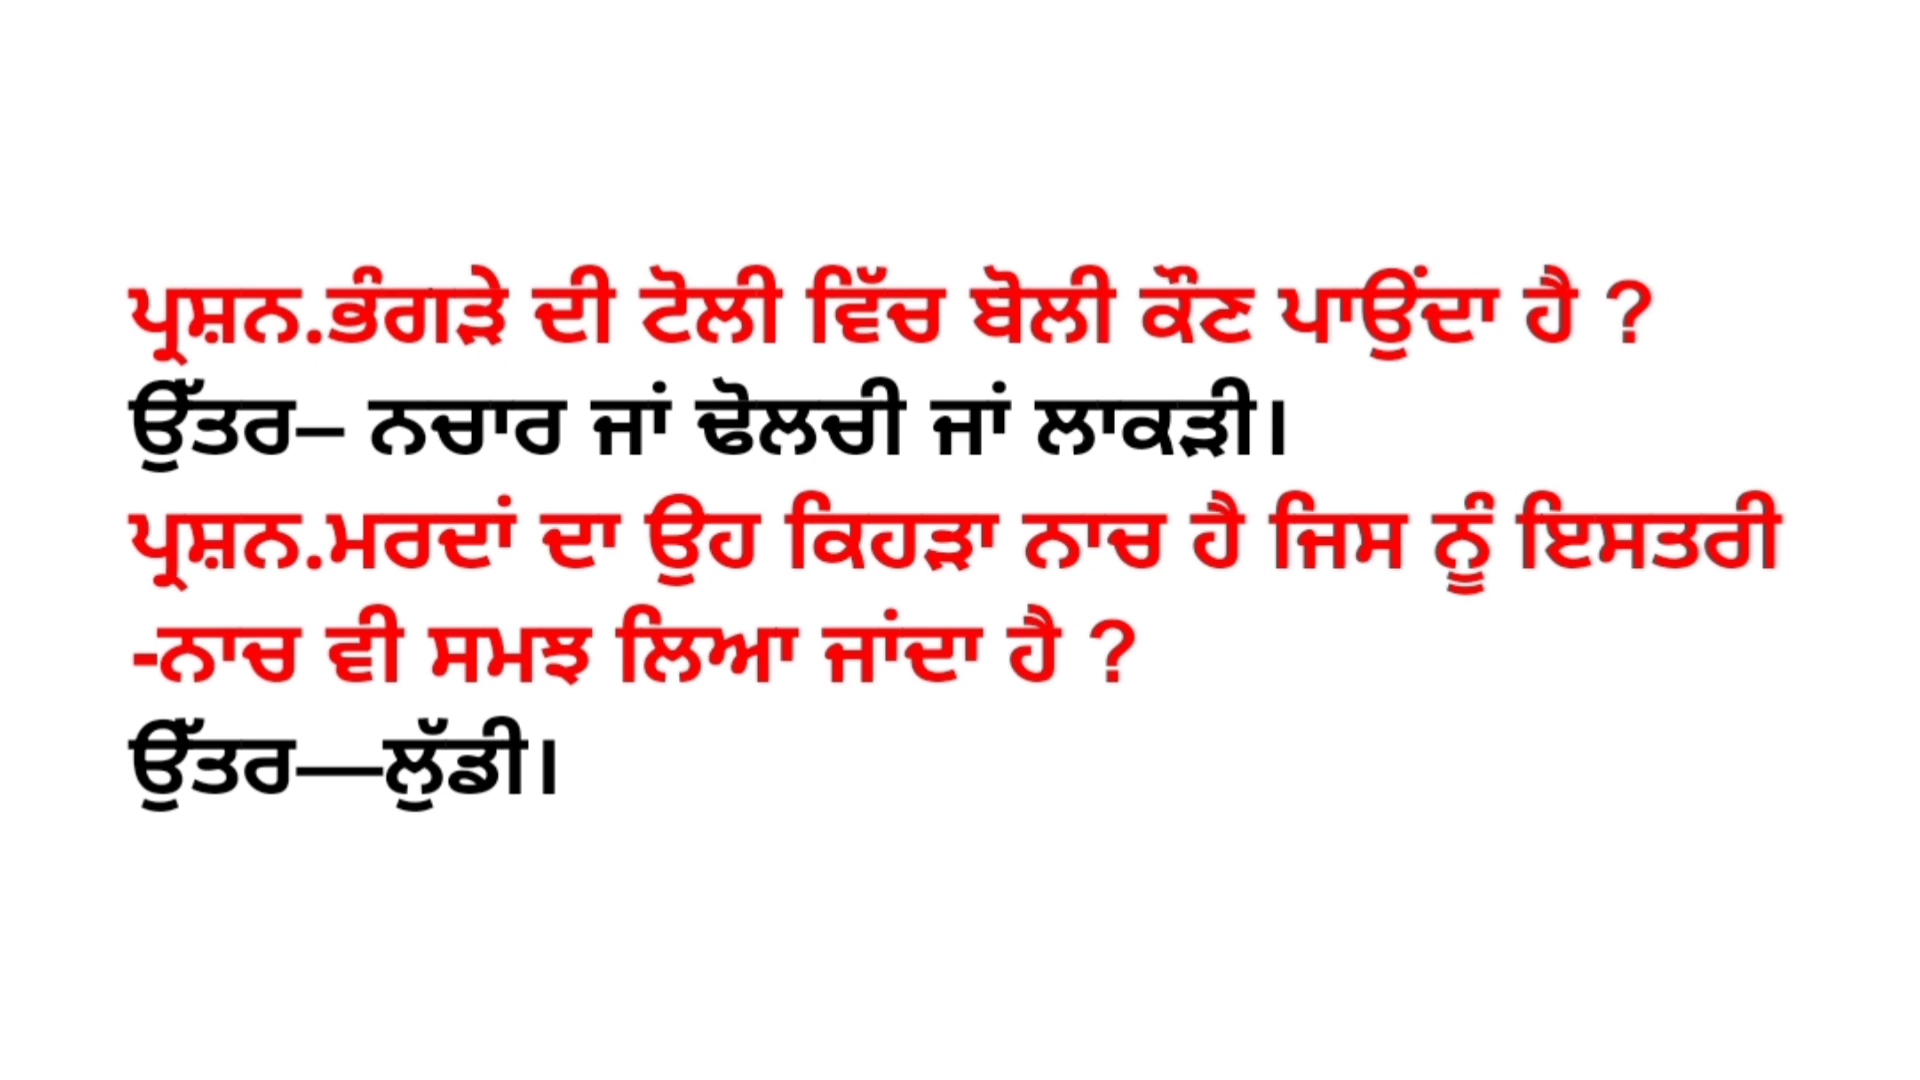 ਪ੍ਰਸ਼ਨ.ਭੰਗੜੇ ਦੀ ਟੋਲੀ ਵਿੱਚ ਬੋਲੀ ਕੌਣ ਪਾਉਂਦਾ ਹੈ ?
ਉੱਤਰ– ਨਚਾਰ ਜਾਂ ਢੋਲਚੀ ਜਾਂ ਲਾਕੜੀ।
ਪ੍ਰਸ਼ਨ.ਮਰਦਾਂ ਦਾ ਉਹ ਕਿਹੜਾ ਨਾਚ ਹੈ ਜਿਸ ਨੂੰ ਇਸਤਰੀ
-ਨਾਚ ਵੀ ਸਮਝ ਲਿਆ ਜਾਂਦਾ ਹੈ ?
ਉੱਤਰ—ਲੁੱਡੀ।